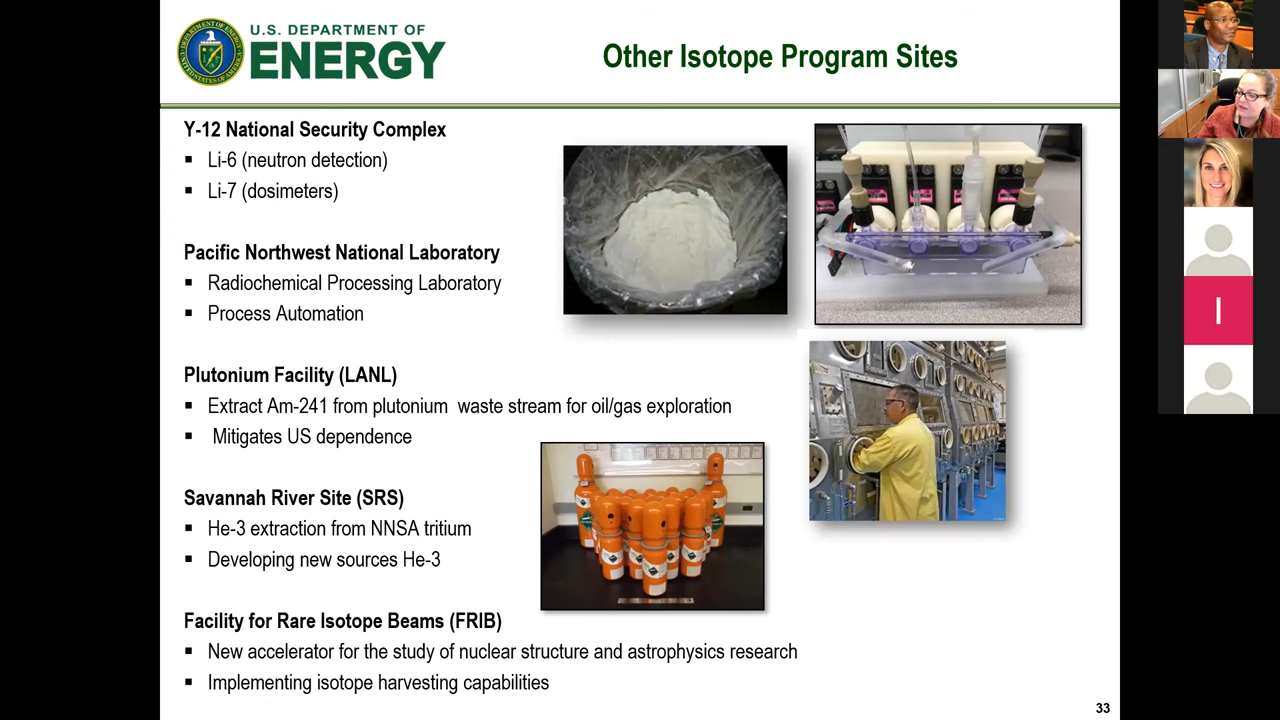 U.S. DEPARTMENT OF
ENERGY
Other Isotope Program Sites
Y-12 National Security Complex
▪ Li-6 (neutron detection)
▪ Li-7 (dosimeters)
Pacific Northwest National Laboratory
▪ Radiochemical Processing Laboratory
▪ Process Automation
Plutonium Facility (LANL)
▪ Extract Am-241 from plutonium waste stream for oil/gas exploration
▪ Mitigates US dependence
Savannah River Site (SRS)
▪ He-3 extraction from NNSA tritium
▪ Developing new sources He-3
Facility for Rare Isotope Beams (FRIB)
▪ New accelerator for the study of nuclear structure and astrophysics research
▪ Implementing isotope harvesting capabilities
33
I